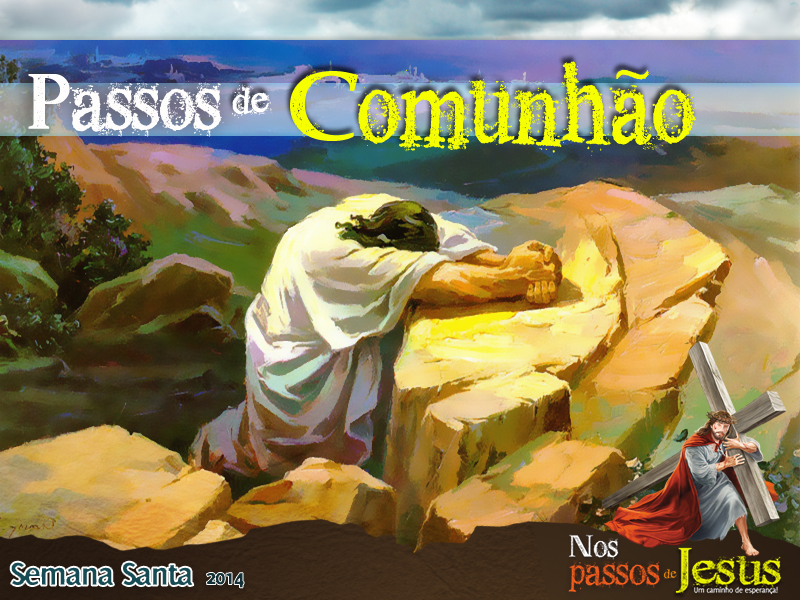 Passos de Comunhão
Nos
passos de Jesus
Um caminho de esperança!
Semana Santa 2014